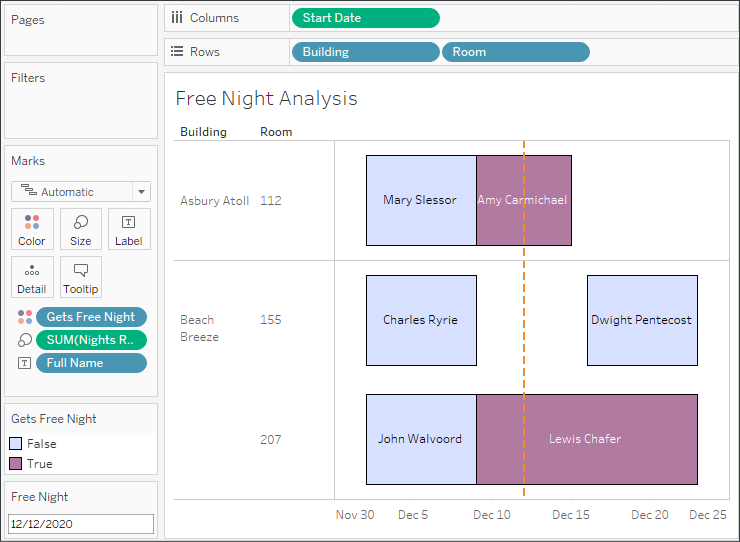 Pages
Columns
Start Date
Rows
Building
Room
Filters
Free Night Analysis
Building
Room
Marks
Automatic
Color
Size
Label
Detail
Tooltip
Gets Free Night
SUM(Nights R..
Full Name
Asbury Atoll
112
Mary Slessor
Amy Carmichael
Beach
Breeze
155
Charles Ryrie
Dwight Pentecost
207
John Walvoord
Lewis Chafer
Nov 30
Dec 5
Dec 10
Dec 15
Dec 20
Dec 25
Gets Free Night
False
True
Free Night
12/12/2020